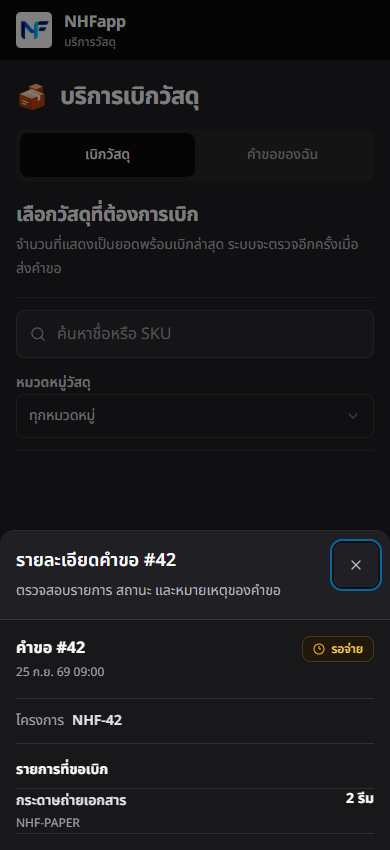 NHFapp
บริการวัสดุ
บริการเบิกวัสดุ
เบิกวัสดุ
คำขอของฉัน
เลือกวัสดุที่ต้องการเบิก
จำนวนที่แสดงเป็นยอดพร้อมเบิกล่าสุด ระบบจะตรวจอีกครั้งเมื่อ
ส่งคำขอ
ค้นหาชื่อหรือ SKU
หมวดหมู่วัสดุ
ทุกหมวดหมู่
รายละเอียดคำขอ #42
ตรวจสอบรายการ สถานะ และหมายเหตุของคำขอ
คำขอ #42
รอจ่าย
25 ก.ย. 69 09:00
โครงการ NHF-42
รายการที่ขอเบิก
กระดาษถ่ายเอกสาร
2 รีม
NHF-PAPER